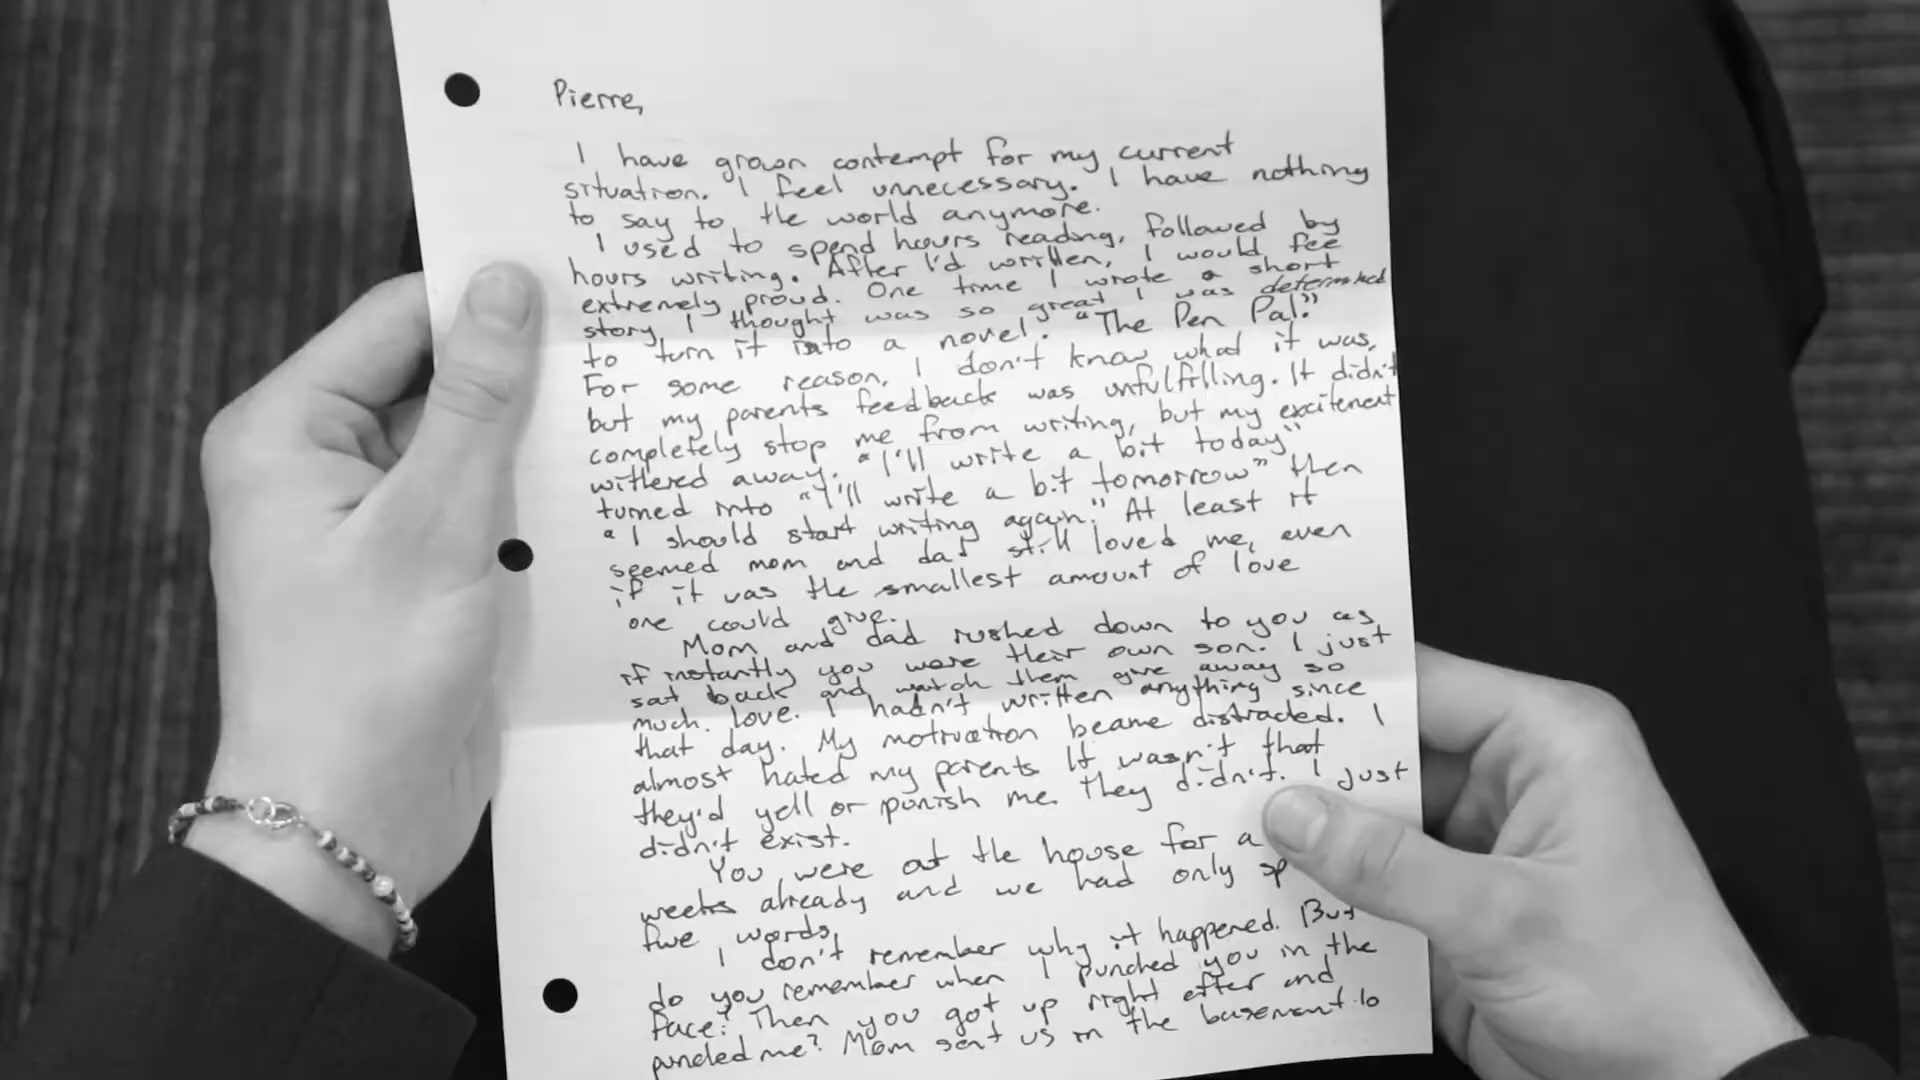 Pierre,
I have grown contempt for my current
situation. I feel unnecessary. I have nothing
to say to the world anymore.
I used to spend hours reading, followed by
hours writing. After I'd written, I would fee
extremely proud. One time I wrote a short
story I thought was so great I was determined
to turn it into a novel. "The Pen Pal."
For some reason, I don't know what it was,
but my parents feedback was unfulfilling. It didn't
completely stop me from writing, but my excitement
withered away. "I'll write a bit today"
turned into "I'll write a bit tomorrow" then
"I should start writing again." At least it
seemed mom and dad still loved me, even
if it was the smallest amount of love
one could give.
Mom and dad rushed down to you as
if instantly you were their own son. I just
sat back and watch them give away so
much love. I hadn't written anything since
that day. My motivation beame distracted. I
almost hated my parents It wasn't that
they'd yell or punish me. They didn't. I just
didn't exist.
You were at the house for a
weeks already and we had only sp
five words.
I don't remember why it happened. But
do you remember when I punched you in the
face? Then you got up right after and
punched me? Mom sent us in the basement to